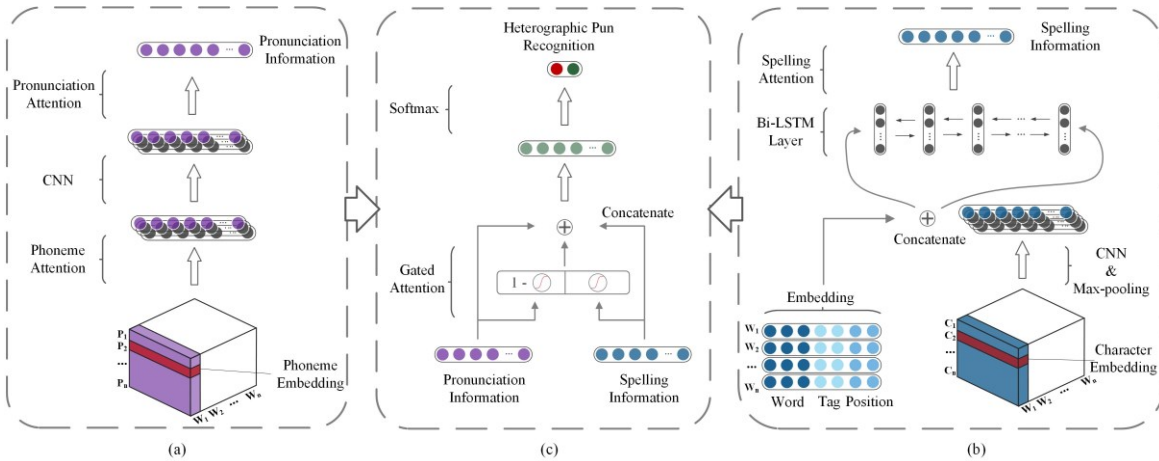 Pronunciation
Information
Pronunciation
Attention
CNN
Phoneme
Attention
P1
P2
...
Pn
W1 W2 ... Wn
Phoneme
Embedding
(a)
Heterographic Pun
Recognition
Softmax
...
Concatenate
Gated
Attention
1 -
...
...
Pronunciation
Information
Spelling
Information
(c)
Spelling
Information
Spelling
Attention
Bi-LSTM
Layer
Concatenate
CNN
&
Max-pooling
Embedding
W1
W2
...
Wn
Word Tag Position
C1
C2
...
Cn
W1 W2 ... Wn
Character
Embedding
(b)